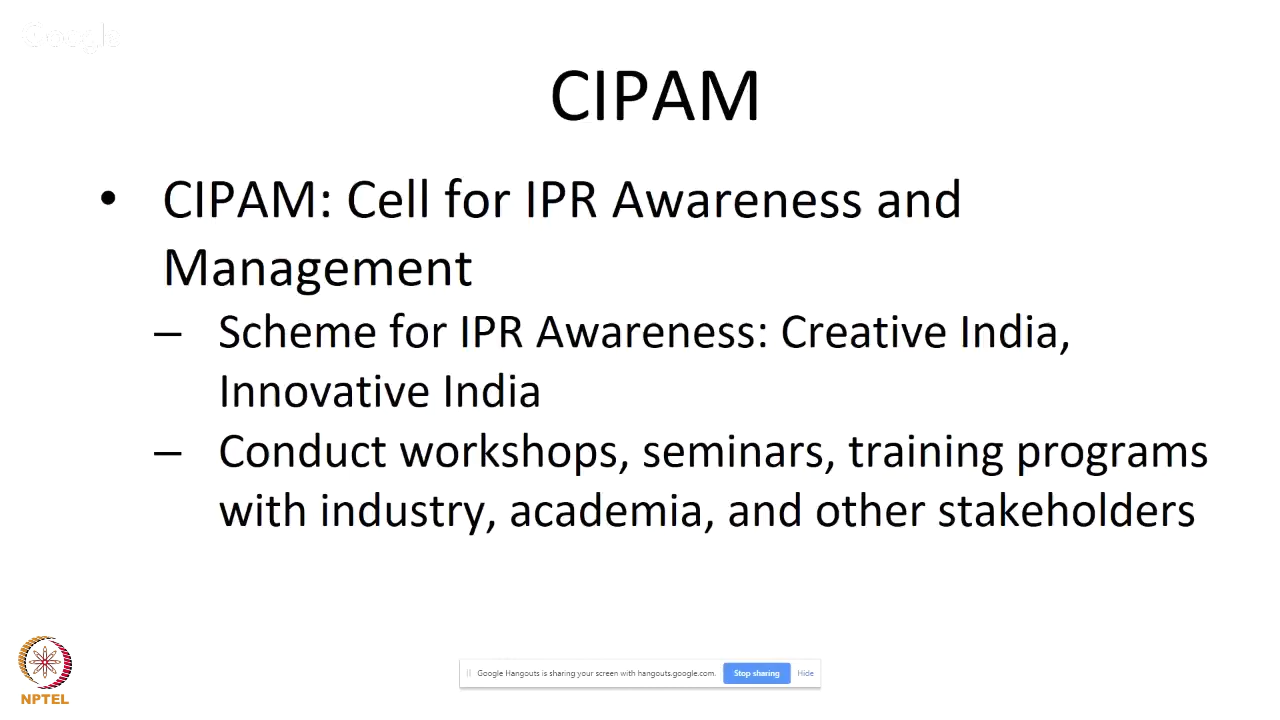 Google
CIPAM
• CIPAM: Cell for IPR Awareness and
Management
– Scheme for IPR Awareness: Creative India,
Innovative India
– Conduct workshops, seminars, training programs
with industry, academia, and other stakeholders
Google Hangouts is sharing your screen with hangouts.google.com. Stop sharing Hide
NPTEL